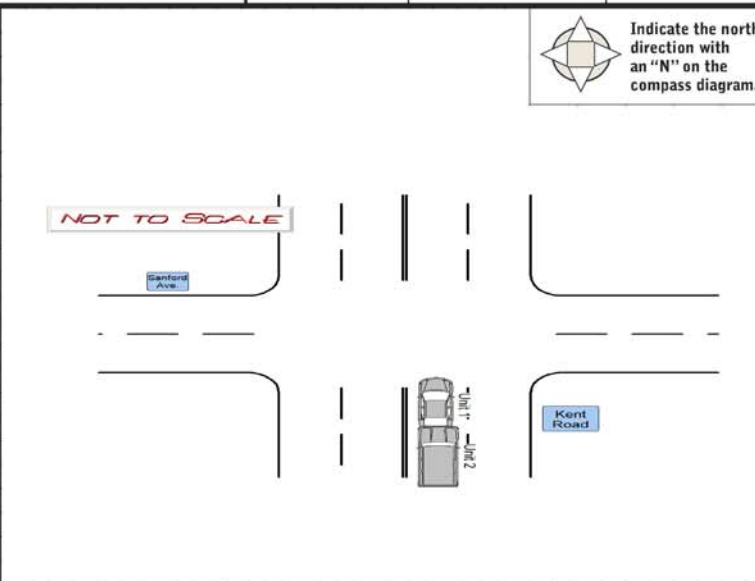 Indicate the north
direction with
an “N” on the
compass diagram.
NOT TO SCALE
Sanford
Ave.
Unit 1
Kent
Road
Unit 2